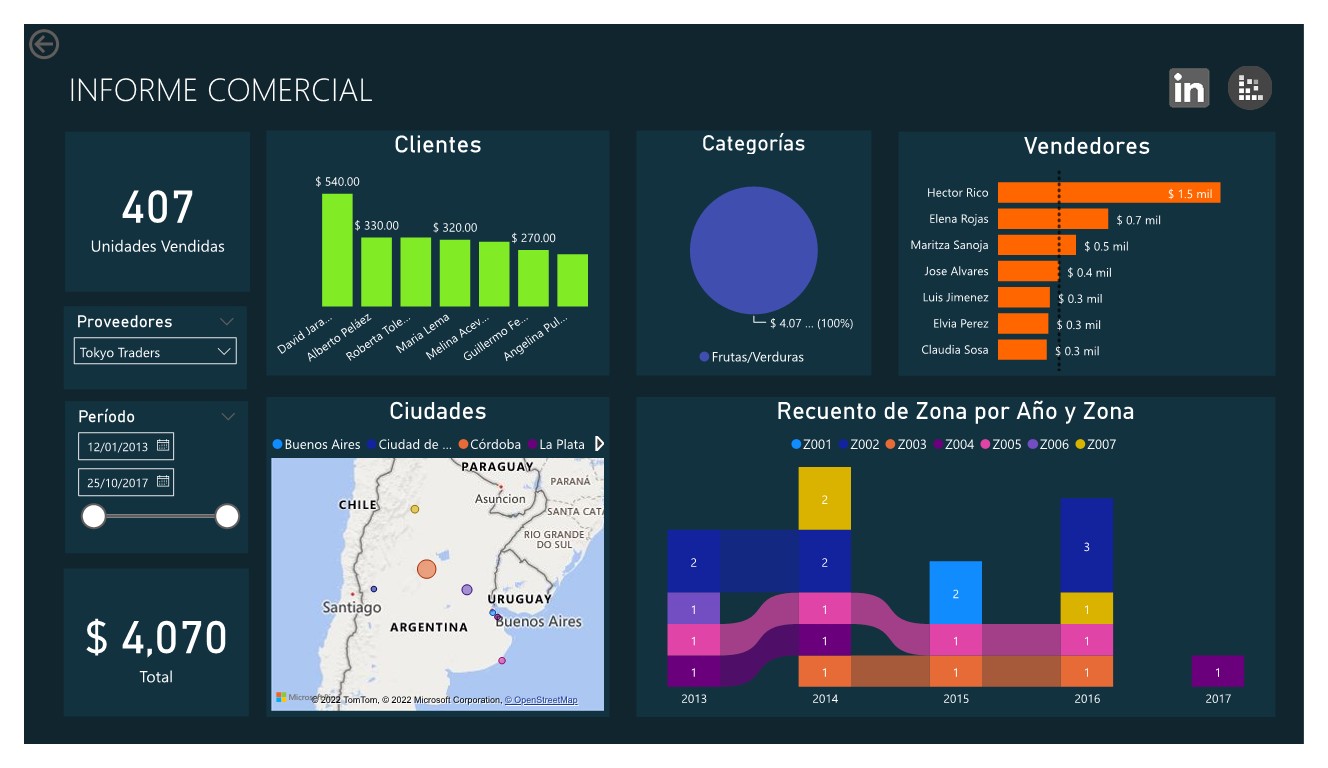 INFORME COMERCIAL
in
407
Unidades Vendidas
Proveedores
Tokyo Traders
Período
12/01/2013
25/10/2017
$ 4,070
Total
Clientes
$ 540.00
$ 330.00
$ 320.00
$ 270.00
David Jara...
Alberto Peláez
Roberta Tole...
Maria Lema
Melina Acev...
Guillermo Fe...
Angelina Pul...
Categorías
$ 4.07 ... (100%)
Frutas/Verduras
Vendedores
Hector Rico $ 1.5 mil
Elena Rojas $ 0.7 mil
Maritza Sanoja $ 0.5 mil
Jose Alvares $ 0.4 mil
Luis Jimenez $ 0.3 mil
Elvia Perez $ 0.3 mil
Claudia Sosa $ 0.3 mil
Ciudades
Buenos Aires Ciudad de ... Córdoba La Plata
PARAGUAY
PARANÁ
Asuncion
CHILE
SANTA CAT
RIO GRANDE
DO SUL
URUGUAY
Santiago
Buenos Aires
ARGENTINA
© 2022 TomTom, © 2022 Microsoft Corporation, © OpenStreetMap
Recuento de Zona por Año y Zona
Z001 Z002 Z003 Z004 Z005 Z006 Z007
2
3
2 2
2
1 1 1
1 1 1 1
1 1 1 1 1
2013 2014 2015 2016 2017